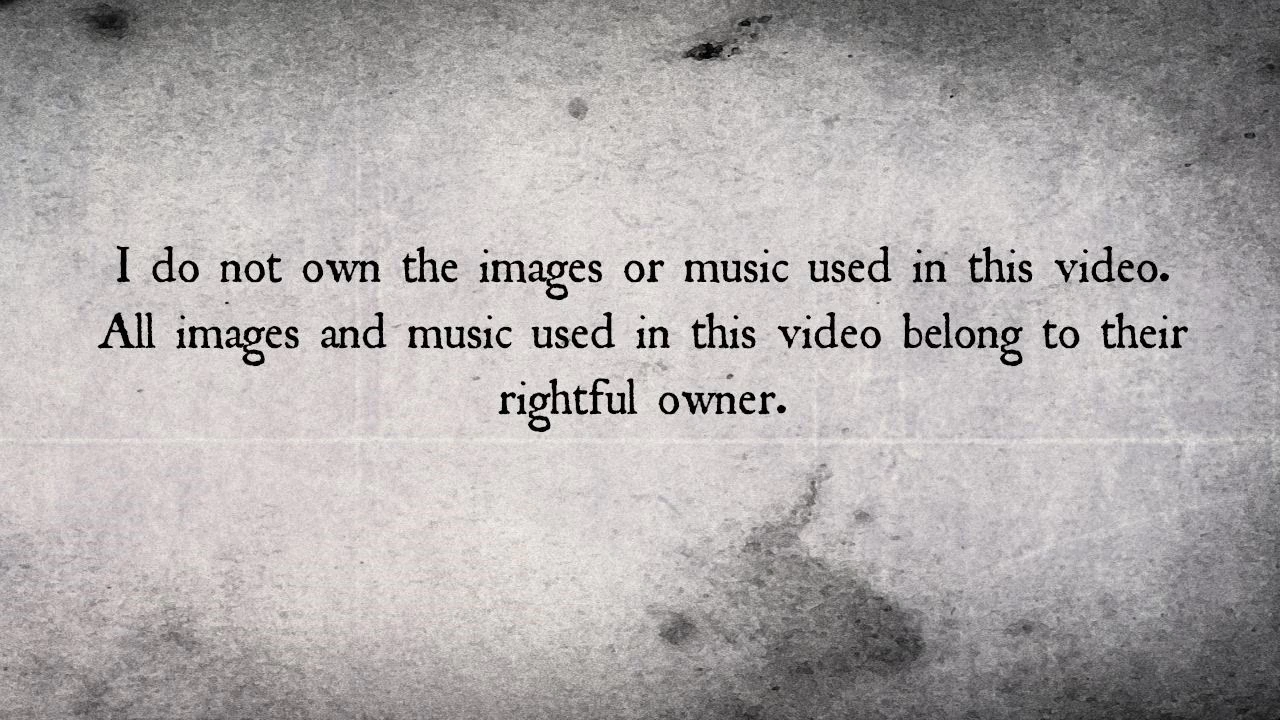 I do not own the images or music used in this video.
All images and music used in this video belong to their
rightful owner.